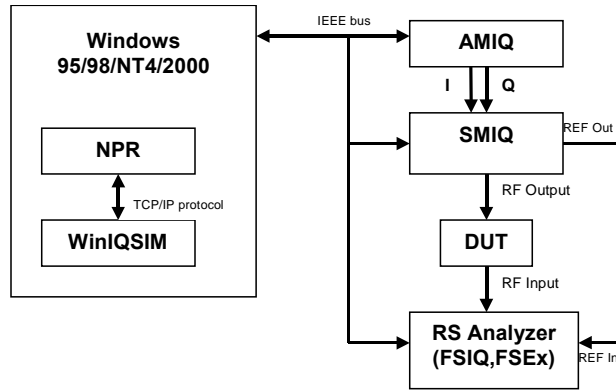 Windows
95/98/NT4/2000
IEEE bus
AMIQ
I
Q
NPR
SMIQ
REF Out
TCP/IP protocol
RF Output
WinIQSIM
DUT
RF Input
RS Analyzer
(FSIQ,FSEx)
REF In